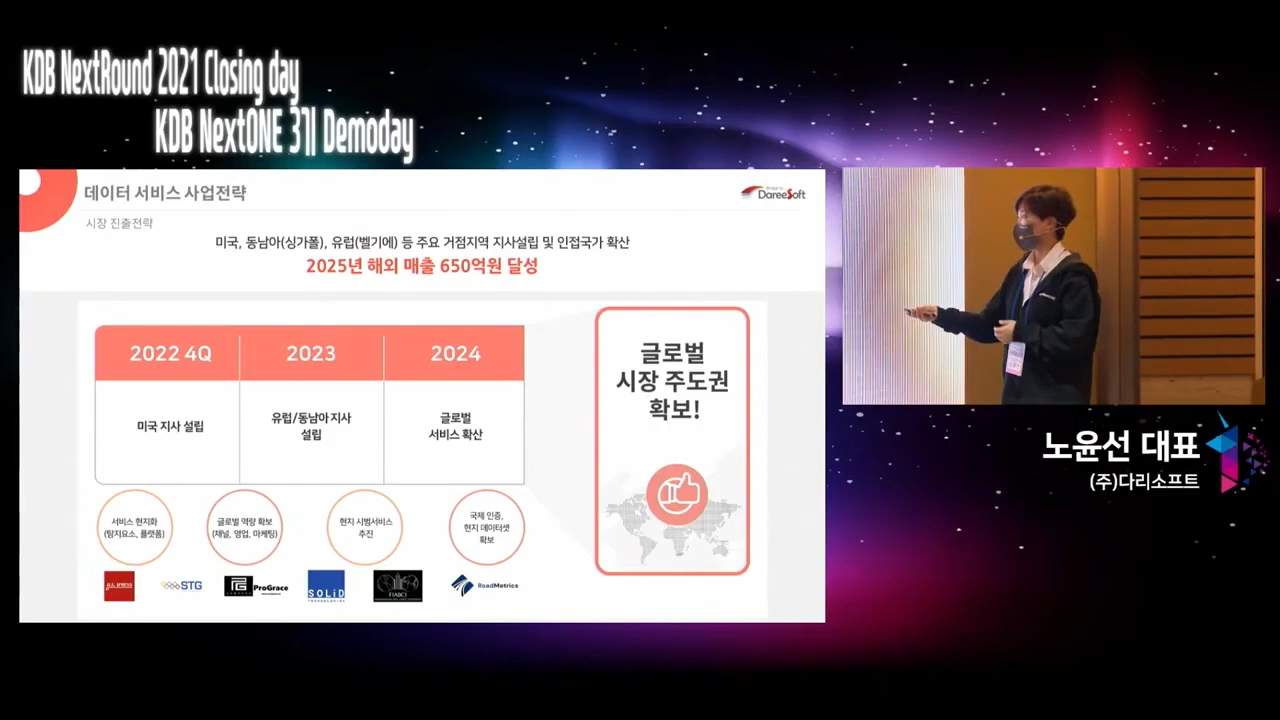 KDB NextRound 2021 Closing day
KDB NextONE 3기 Demoday
데이터 서비스 사업전략
DareeSoft
시장 진출전략
미국, 동남아(싱가폴), 유럽(벨기에) 등 주요 거점지역 지사설립 및 인접국가 확산
2025년 해외 매출 650억원 달성
2022 4Q
2023
2024
미국 지사 설립
유럽/동남아 지사
설립
글로벌
서비스 확산
글로벌
시장 주도권
확보!
서비스 현지화
(탐지요소, 플랫폼)
글로벌 역량 확보
(채널, 영업, 마케팅)
현지 시범서비스
추진
국제 인증,
현지 데이터셋
확보
STG
ProGrace
SOLiD
TECHNOLOGIES
FIABCI
RoadMetrics
노윤선 대표
(주)다리소프트